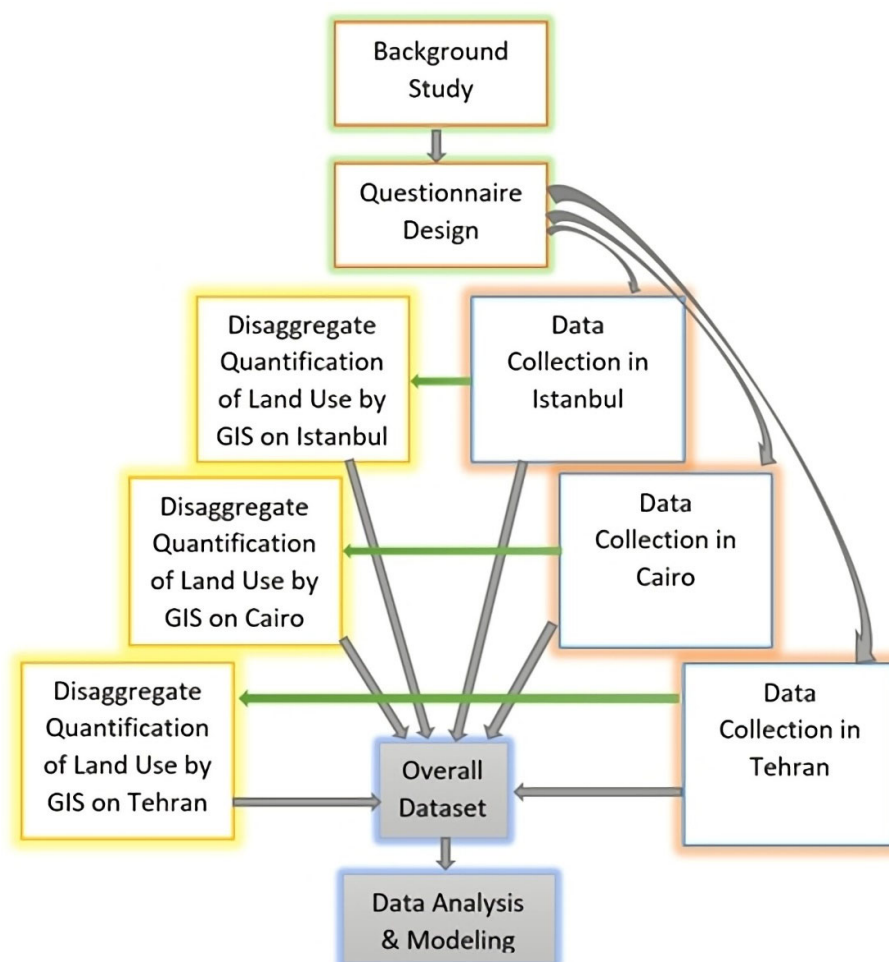 Background
Study
Questionnaire
Design
Disaggregate
Quantification
of Land Use by
GIS on Istanbul
Data
Collection in
Istanbul
Disaggregate
Quantification
of Land Use by
GIS on Cairo
Data
Collection in
Cairo
Disaggregate
Quantification
of Land Use by
GIS on Tehran
Data
Collection in
Tehran
Overall
Dataset
Data Analysis
& Modeling